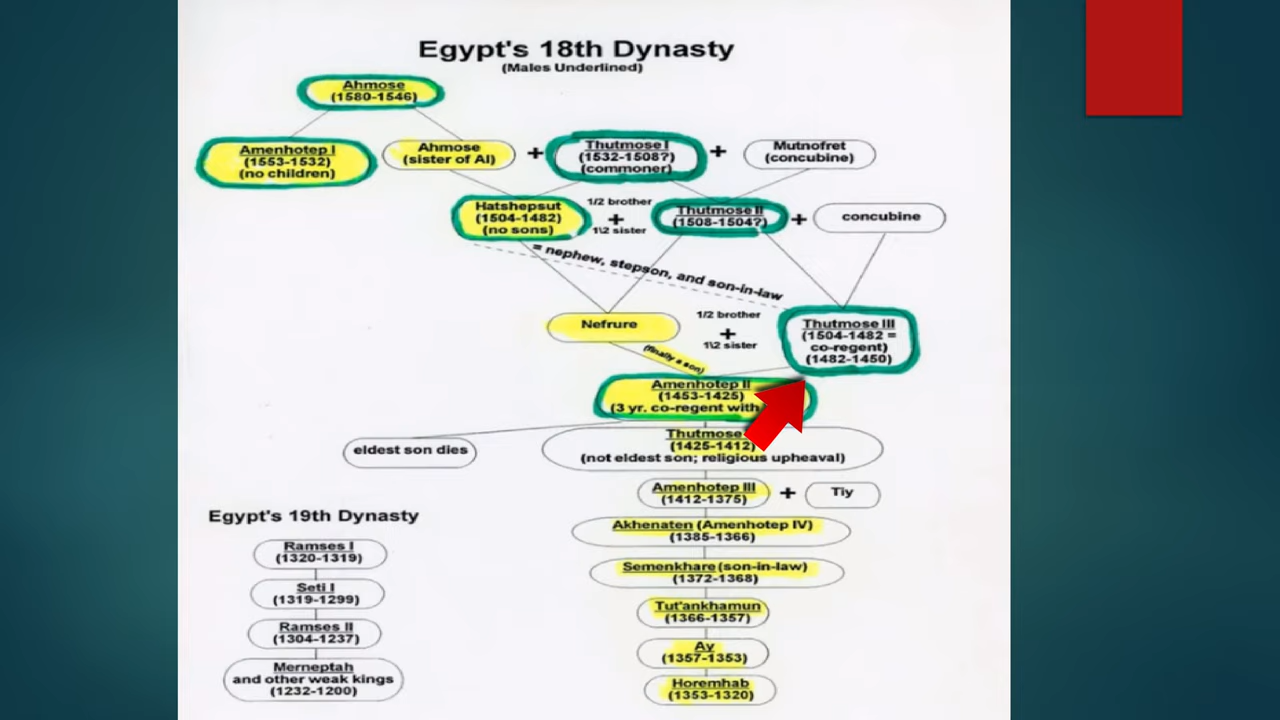 Egypt's 18th Dynasty
(Males Underlined)
Ahmose
(1580-1546)
Amenhotep I
(1553-1532)
(no children)
Ahmose
(sister of AI)
+
Thutmose I
(1532-1508?)
(commoner)
+
Mutnofret
(concubine)
Hatshepsut
(1504-1482)
(no sons)
1/2 brother
+
1\2 sister
Thutmose II
(1508-1504?)
+
concubine
= nephew, stepson, and son-in-law
Nefrure
1/2 brother
+
1\2 sister
Thutmose III
(1504-1482 =
co-regent)
(1482-1450)
(finally a son)
Amenhotep II
(1453-1425)
(3 yr. co-regent with
eldest son dies
Thutmose
(1425-1412)
(not eldest son; religious upheaval)
Amenhotep III
(1412-1375)
+
Tiy
Akhenaten (Amenhotep IV)
(1385-1366)
Semenkhare (son-in-law)
(1372-1368)
Tut'ankhamun
(1366-1357)
Ay
(1357-1353)
Horemhab
(1353-1320)
Egypt's 19th Dynasty
Ramses I
(1320-1319)
Seti I
(1319-1299)
Ramses II
(1304-1237)
Merneptah
and other weak kings
(1232-1200)